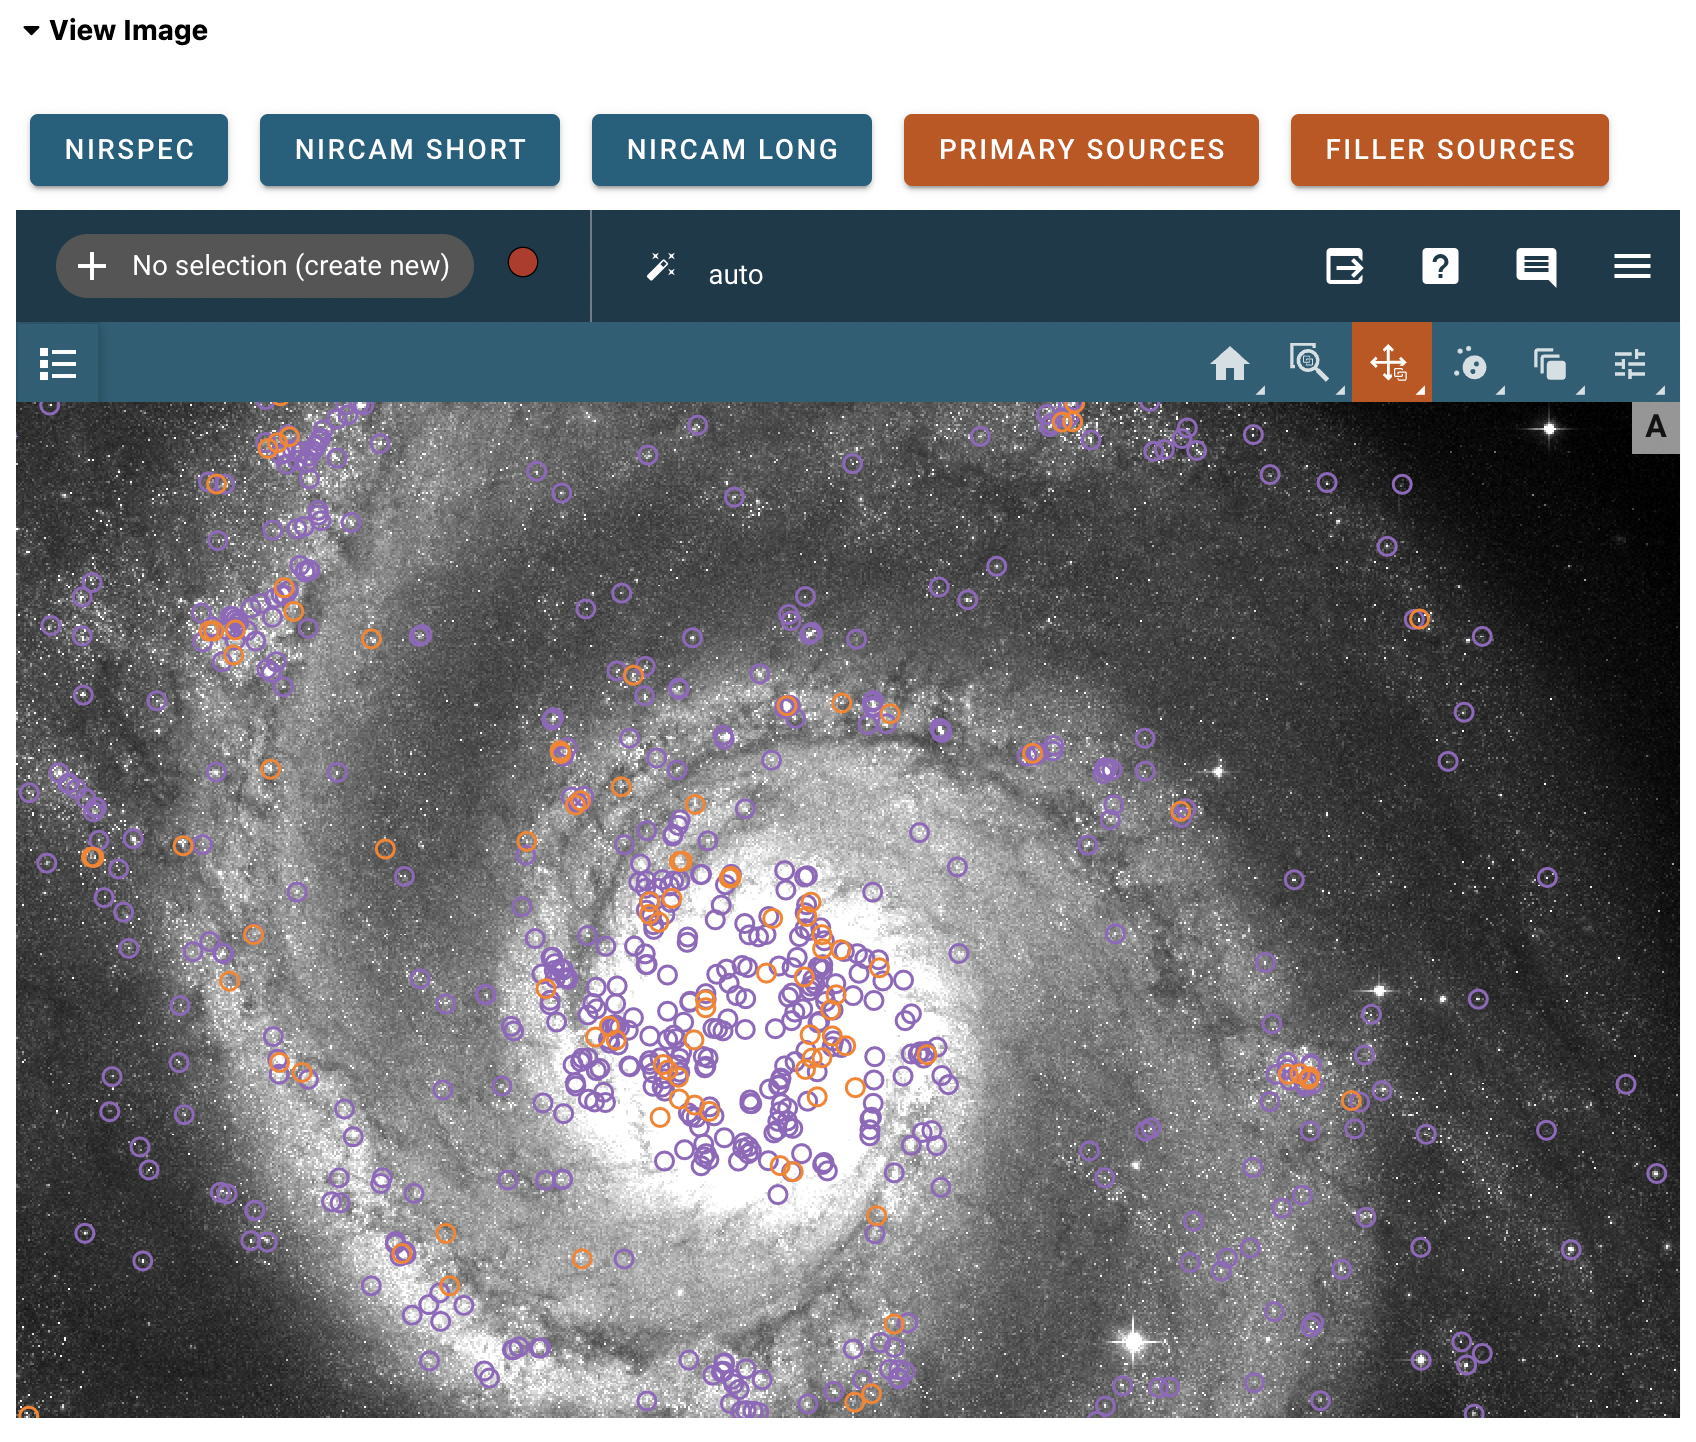 View Image
NIRSPEC NIRCAM SHORT NIRCAM LONG PRIMARY SOURCES FILLER SOURCES
No selection (create new) auto
A